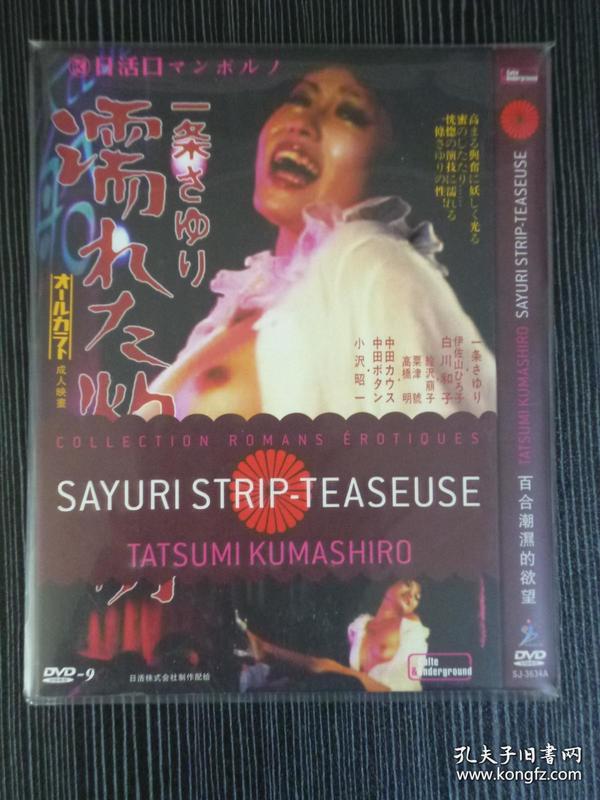 日活ロマンポルノ
一条さゆり
濡れた
オールカラー
成人映画
高まる興奮に妖しく光る
蜜のしたたり……
恍惚の演技に濡れる
一條さゆりの性!
一条さゆり
伊佐山ひろ子
白川和子
絵沢萠子
粟津 號
高橋 明
中田カウス
中田ボタン
小沢昭一
COLLECTION ROMANS ÉROTIQUES
SAYURI STRIP-TEASEUSE
TATSUMI KUMASHIRO
DVD-9
日活株式会社制作配給
Culte
& Underground
Culte
& Underground
TATSUMI KUMASHIRO SAYURI STRIP-TEASEUSE
百合潮濕的欲望
DVD
SJ-3634A
孔夫子旧书网
www.kongfz.com